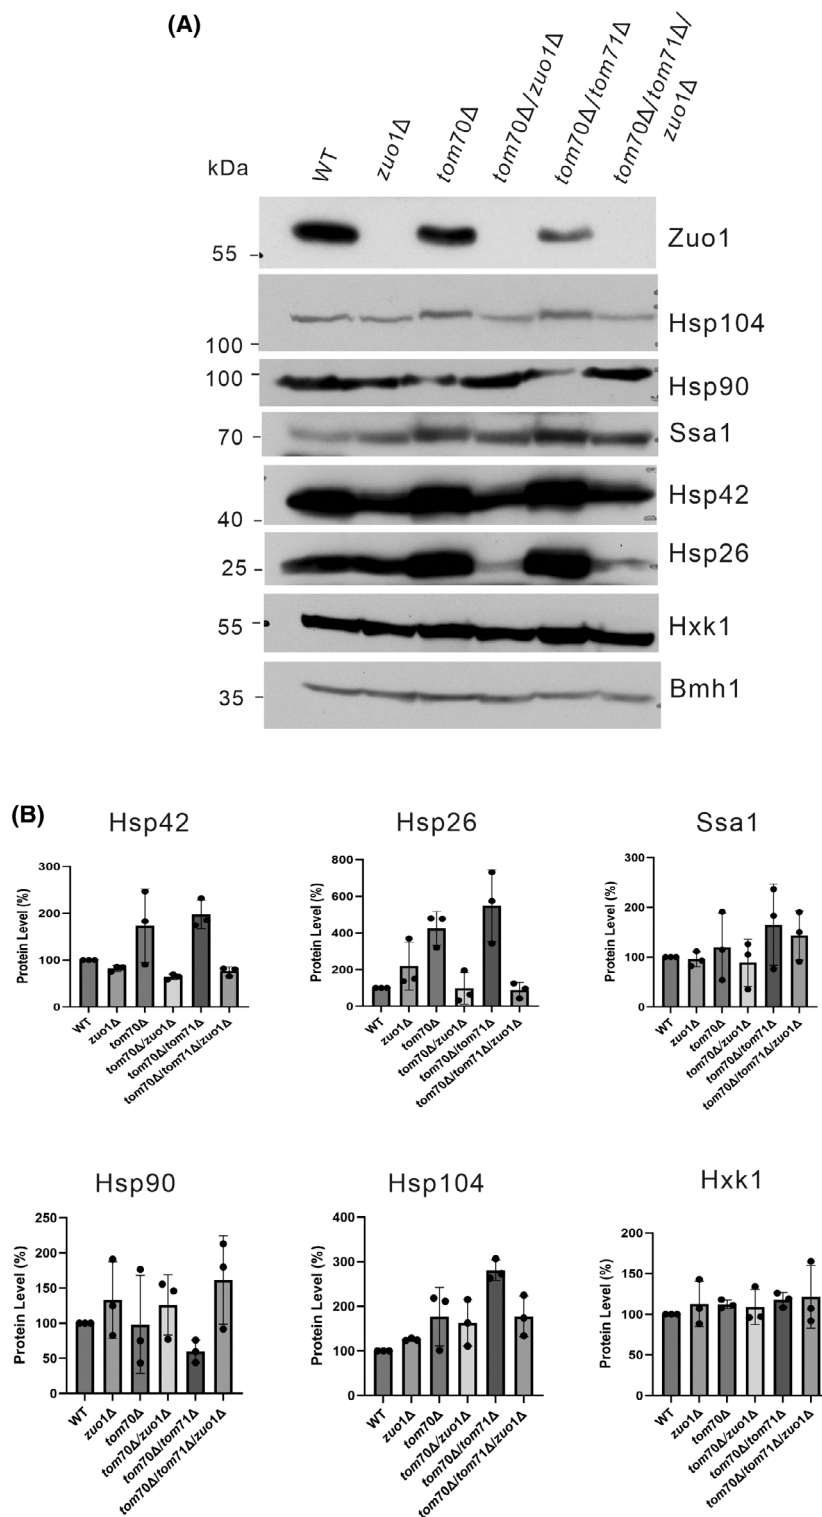 (A)
kDa
WT
zuo1Δ
tom70Δ
tom70Δ/zuo1Δ
tom70Δ/tom71Δ
tom70Δ/tom71Δ/
zuo1Δ
55
Zuo1
100
Hsp104
100
Hsp90
70
Ssa1
40
Hsp42
25
Hsp26
55
Hxk1
35
Bmh1
(B)
Hsp42
Protein Level (%)
300
200
100
0
WT
zuo1Δ
tom70Δ
tom70Δ/zuo1Δ
tom70Δ/tom71Δ
tom70Δ/tom71Δ/zuo1Δ
Hsp26
Protein Level (%)
800
600
400
200
0
WT
zuo1Δ
tom70Δ
tom70Δ/zuo1Δ
tom70Δ/tom71Δ
tom70Δ/tom71Δ/zuo1Δ
Ssa1
Protein Level (%)
300
200
100
0
WT
zuo1Δ
tom70Δ
tom70Δ/zuo1Δ
tom70Δ/tom71Δ
tom70Δ/tom71Δ/zuo1Δ
Hsp90
Protein Level (%)
250
200
150
100
50
0
WT
zuo1Δ
tom70Δ
tom70Δ/zuo1Δ
tom70Δ/tom71Δ
tom70Δ/tom71Δ/zuo1Δ
Hsp104
Protein Level (%)
400
300
200
100
0
WT
zuo1Δ
tom70Δ
tom70Δ/zuo1Δ
tom70Δ/tom71Δ
tom70Δ/tom71Δ/zuo1Δ
Hxk1
Protein Level (%)
200
150
100
50
0
WT
zuo1Δ
tom70Δ
tom70Δ/zuo1Δ
tom70Δ/tom71Δ
tom70Δ/tom71Δ/zuo1Δ